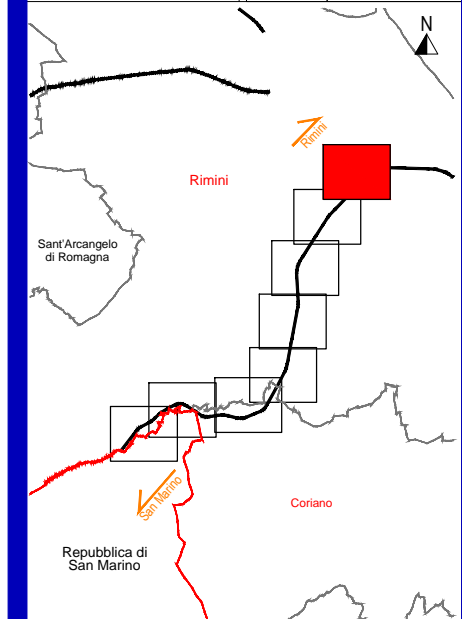 N
Rimini
Rimini
Sant'Arcangelo
di Romagna
San Marino
Coriano
Repubblica di
San Marino